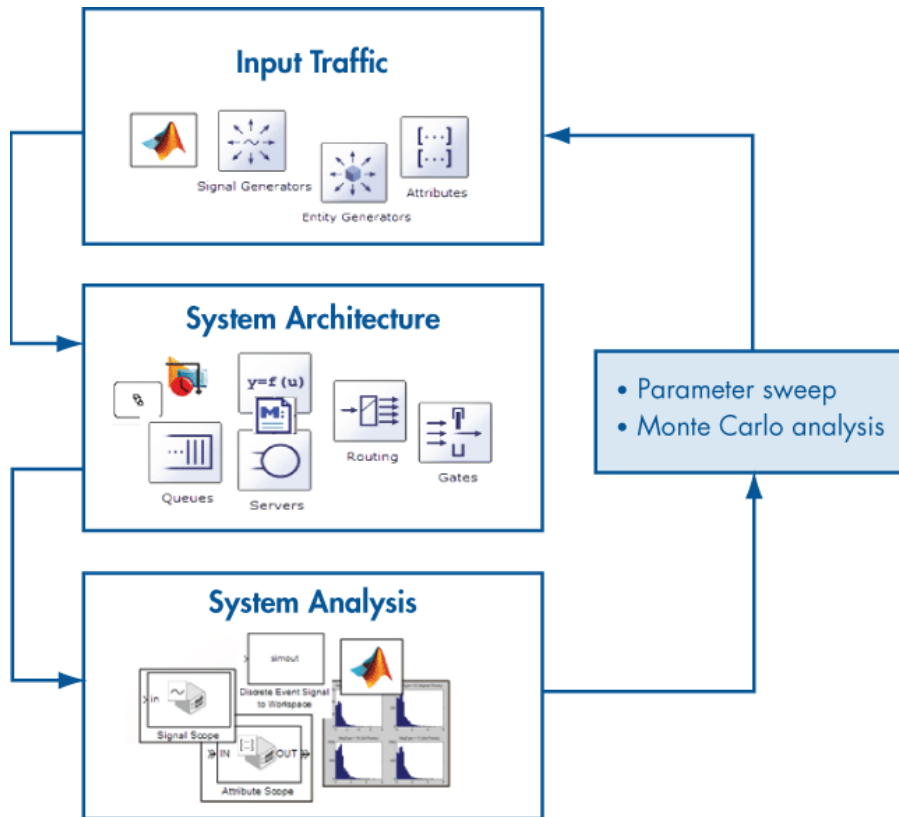 Input Traffic
Signal Generators
Entity Generators
[...]
[...]
Attributes
System Architecture
y=f(u)
M:
Queues
Servers
Routing
Gates
• Parameter sweep
• Monte Carlo analysis
System Analysis
simout
Discrete Event Signal
to Workspace
in
Signal Scope
IN
OUT
Attribute Scope